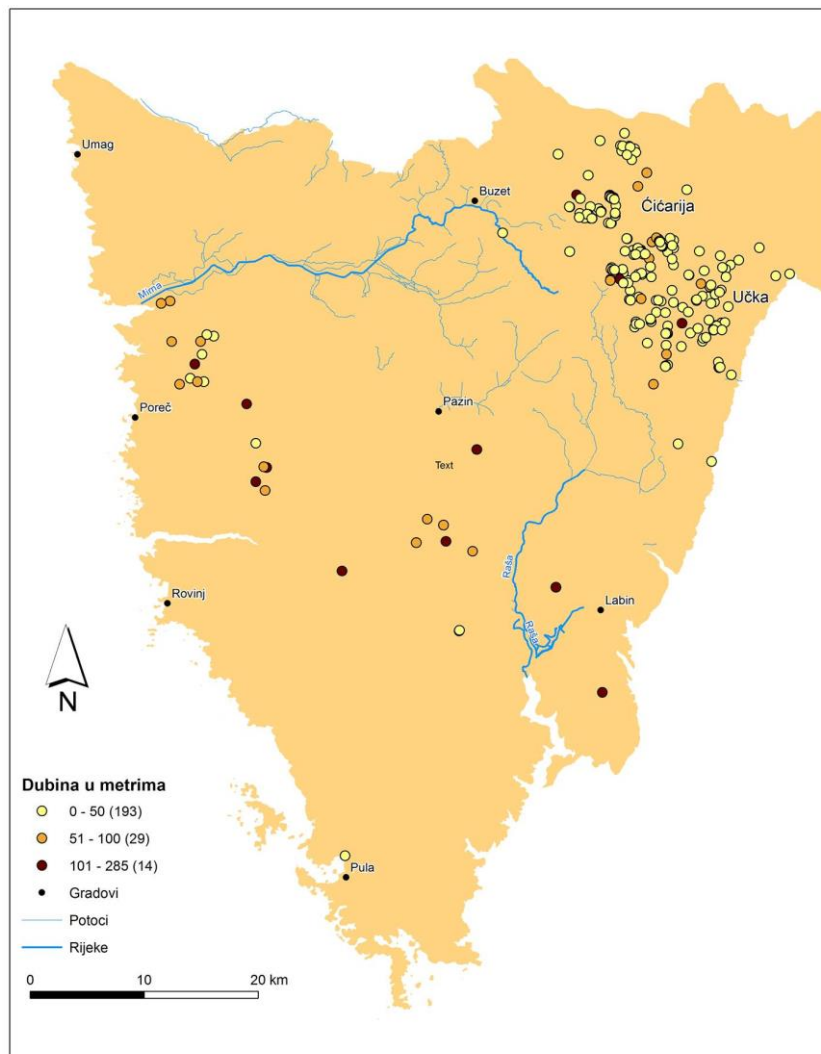 Umag
Buzet
Ćićarija
Učka
Mirna
Poreč
Pazin
Text
Raša
Rovinj
Labin
Raša
N
Dubina u metrima
0 - 50 (193)
51 - 100 (29)
101 - 285 (14)
Gradovi
Potoci
Rijeke
Pula
0 10 20 km